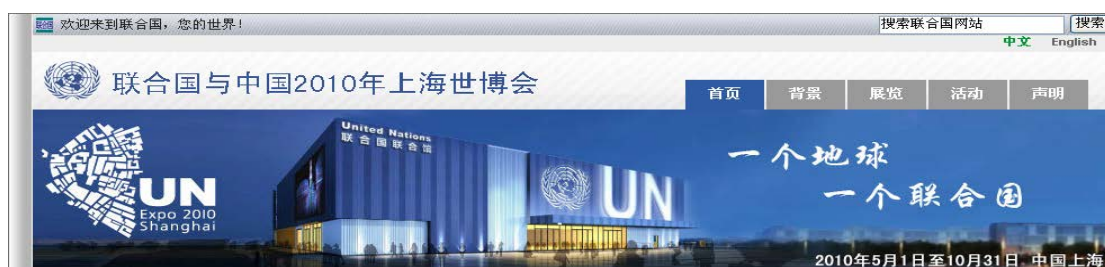 欢迎来到联合国，您的世界！
搜索联合国网站 搜索
中文 English
联合国与中国2010年上海世博会
首页 背景 展览 活动 声明
United Nations
联合国联合馆
一个地球
一个联合国
UN
UN
Expo 2010
Shanghai
2010年5月1日至10月31日 中国上海